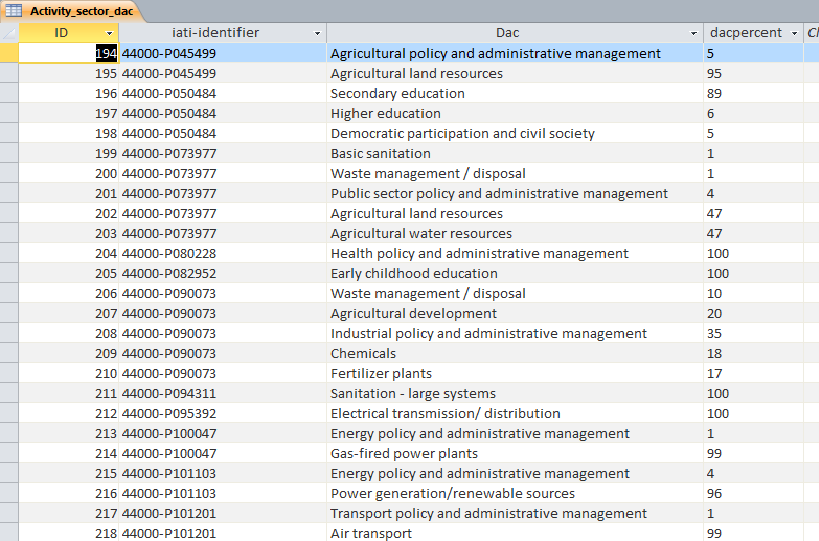 Activity_sector_dac
ID iati-identifier Dac dacpercent
194 44000-P045499 Agricultural policy and administrative management 5
195 44000-P045499 Agricultural land resources 95
196 44000-P050484 Secondary education 89
197 44000-P050484 Higher education 6
198 44000-P050484 Democratic participation and civil society 5
199 44000-P073977 Basic sanitation 1
200 44000-P073977 Waste management / disposal 1
201 44000-P073977 Public sector policy and administrative management 4
202 44000-P073977 Agricultural land resources 47
203 44000-P073977 Agricultural water resources 47
204 44000-P080228 Health policy and administrative management 100
205 44000-P082952 Early childhood education 100
206 44000-P090073 Waste management / disposal 10
207 44000-P090073 Agricultural development 20
208 44000-P090073 Industrial policy and administrative management 35
209 44000-P090073 Chemicals 18
210 44000-P090073 Fertilizer plants 17
211 44000-P094311 Sanitation - large systems 100
212 44000-P095392 Electrical transmission/ distribution 100
213 44000-P100047 Energy policy and administrative management 1
214 44000-P100047 Gas-fired power plants 99
215 44000-P101103 Energy policy and administrative management 4
216 44000-P101103 Power generation/renewable sources 96
217 44000-P101201 Transport policy and administrative management 1
218 44000-P101201 Air transport 99